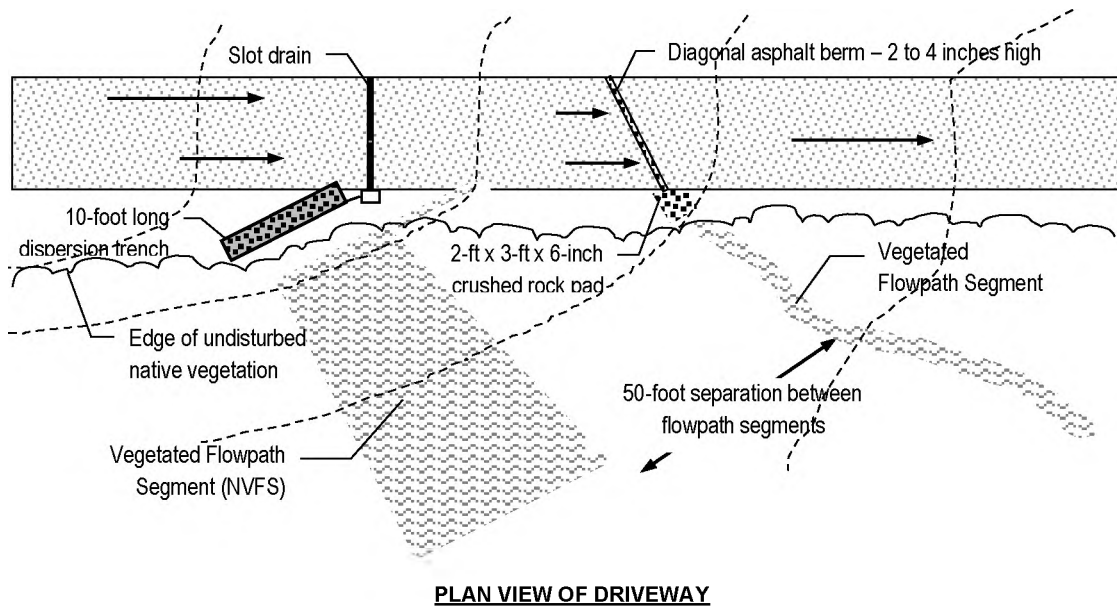 Slot drain
Diagonal asphalt berm – 2 to 4 inches high
10-foot long
dispersion trench
2-ft x 3-ft x 6-inch
crushed rock pad
Vegetated
Flowpath Segment
Edge of undisturbed
native vegetation
50-foot separation between
flowpath segments
Vegetated Flowpath
Segment (NVFS)
PLAN VIEW OF DRIVEWAY